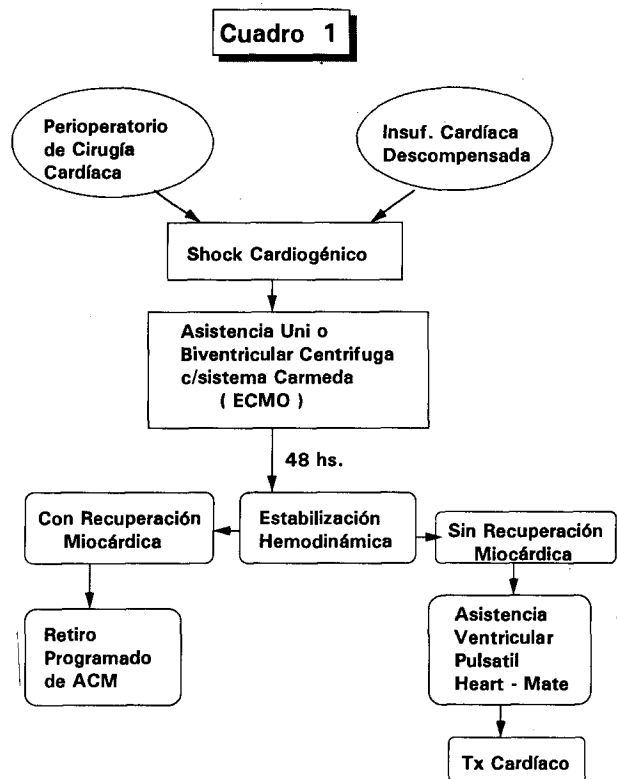 Cuadro 1
Perioperatorio
de Cirugía
Cardíaca
Insuf. Cardíaca
Descompensada
Shock Cardiogénico
Asistencia Uni o
Biventricular Centrifuga
c/sistema Carmeda
( ECMO )
48 hs.
Con Recuperación
Miocárdica
Estabilización
Hemodinámica
Sin Recuperación
Miocárdica
Retiro
Programado
de ACM
Asistencia
Ventricular
Pulsatil
Heart - Mate
Tx Cardíaco